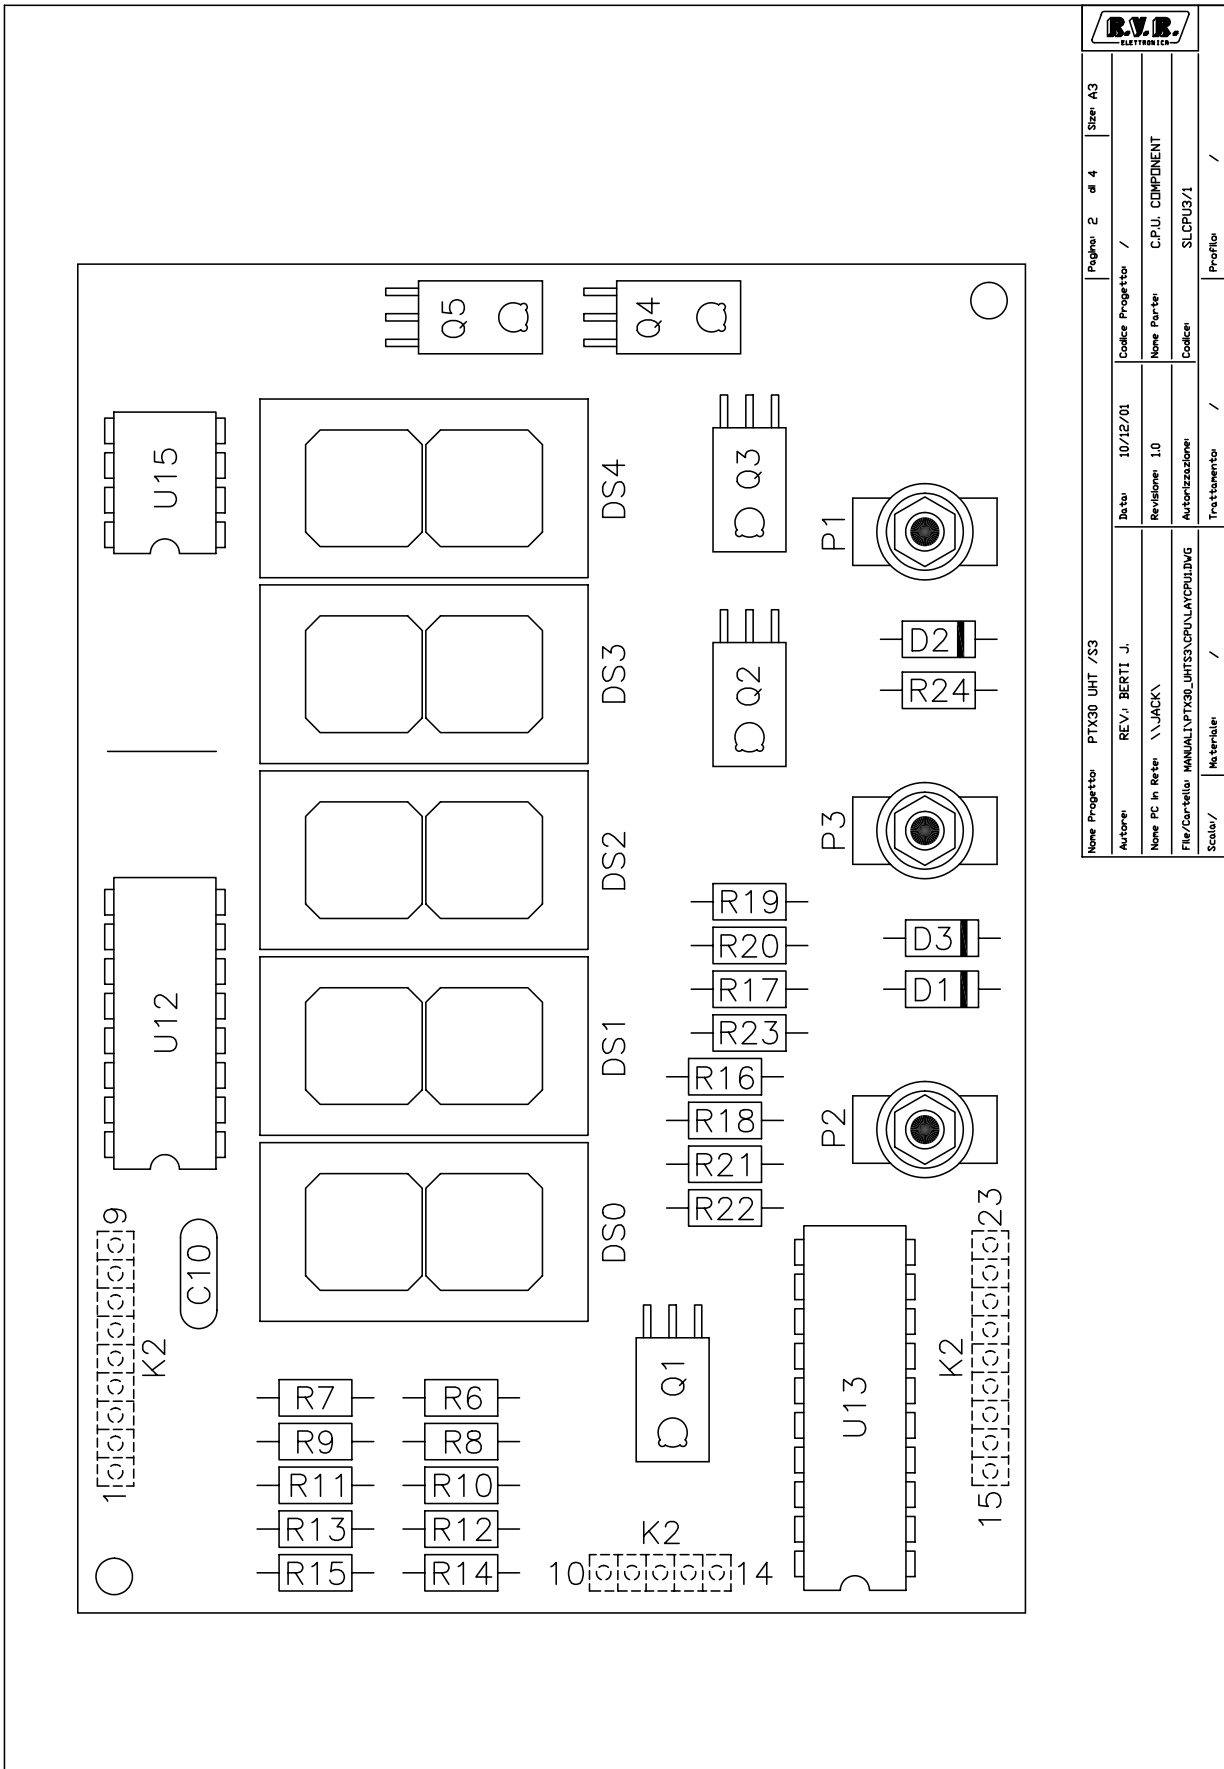 R.V.R.
ELETTRONICA
Nome Progetto: PTX30 UHT /S3
Pagina: 2 di 4
Size: A3
Autore: REV.: BERTI J.
Data: 10/12/01
Codice Progetto: /
Nome PC in Rete: \\JACK\
Revisione: 1.0
Nome Parte: C.P.U. COMPONENT
File/Cartella: MANUALI\PTX30_UHTS3\CPU\LAYCPU1.DWG
Autorizzazione:
Codice: SLCPU3/1
Scala: /
Materiale: /
Trattamento: /
Profilo: /
Q5
Q4
U15
DS4
Q3
P1
D2
R24
DS3
Q2
DS2
P3
R19
R20
R17
R23
D3
D1
U12
DS1
R16
R18
R21
R22
P2
9
K2
1
C10
DS0
23
K2
15
Q1
U13
R7
R6
R9
R8
R11
R10
R13
R12
R15
R14
K2
10
14